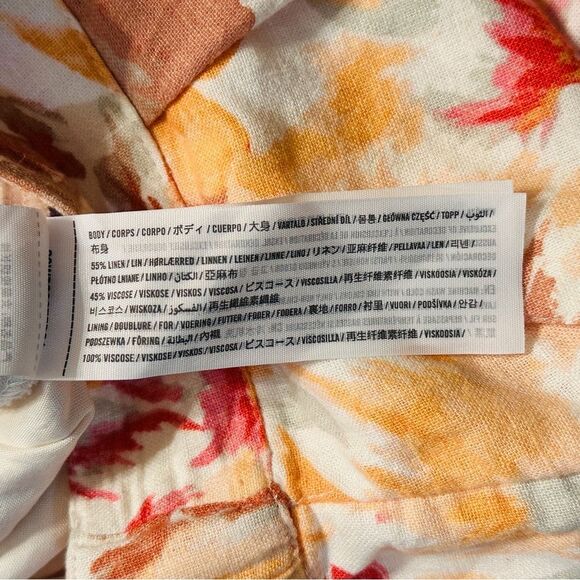 BODY / CORPS / CORPO / ボディ / CUERPO / 大身 / VARTALO / STŘEDNÍ DÍL / 몸통 / GŁÓWNA CZĘŚĆ / TOPP / الثوب /
布身
55% LINEN / LIN / HØRLÆRRED / LINNEN / LEINEN / LINNE / LINO / リネン / 亚麻纤维 / PELLAVAA / LEN / 리넨 /
PŁÓTNO LNIANE / LINHO / الكتان / 亞麻布
45% VISCOSE / VISKOSE / VISKOS / VISCOSA / ビスコース / VISCOSILLA / 再生纤维素纤维 / VISKOOSIA / VISKÓZA /
비스코스 / WISKOZA / الفسكوز / 再生纖維素纖維
LINING / DOUBLURE / FOR / VOERING / FUTTER / FODER / FODERA / 裏地 / FORRO / 衬里 / VUORI / PODŠÍVKA / 안감 /
PODSZEWKA / FÔRING / البطانة / 內襯
100% VISCOSE / VISKOSE / VISKOS / VISCOSA / ビスコース / VISCOSILLA / 再生纤维素纤维 / VISKOOSIA /